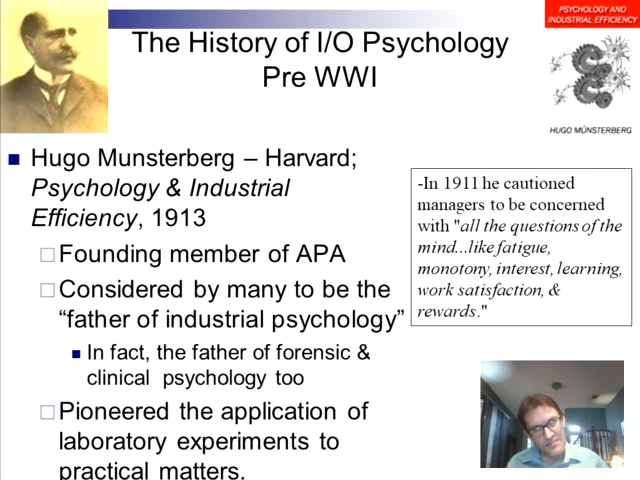 PSYCHOLOGY AND
INDUSTRIAL EFFICIENCY
The History of I/O Psychology
Pre WWI
HUGO MÜNSTERBERG
Hugo Munsterberg – Harvard;
Psychology & Industrial
Efficiency, 1913
Founding member of APA
Considered by many to be the
“father of industrial psychology”
In fact, the father of forensic &
clinical psychology too
Pioneered the application of
laboratory experiments to
practical matters.
-In 1911 he cautioned
managers to be concerned
with "all the questions of the
mind...like fatigue,
monotony, interest, learning,
work satisfaction, &
rewards."